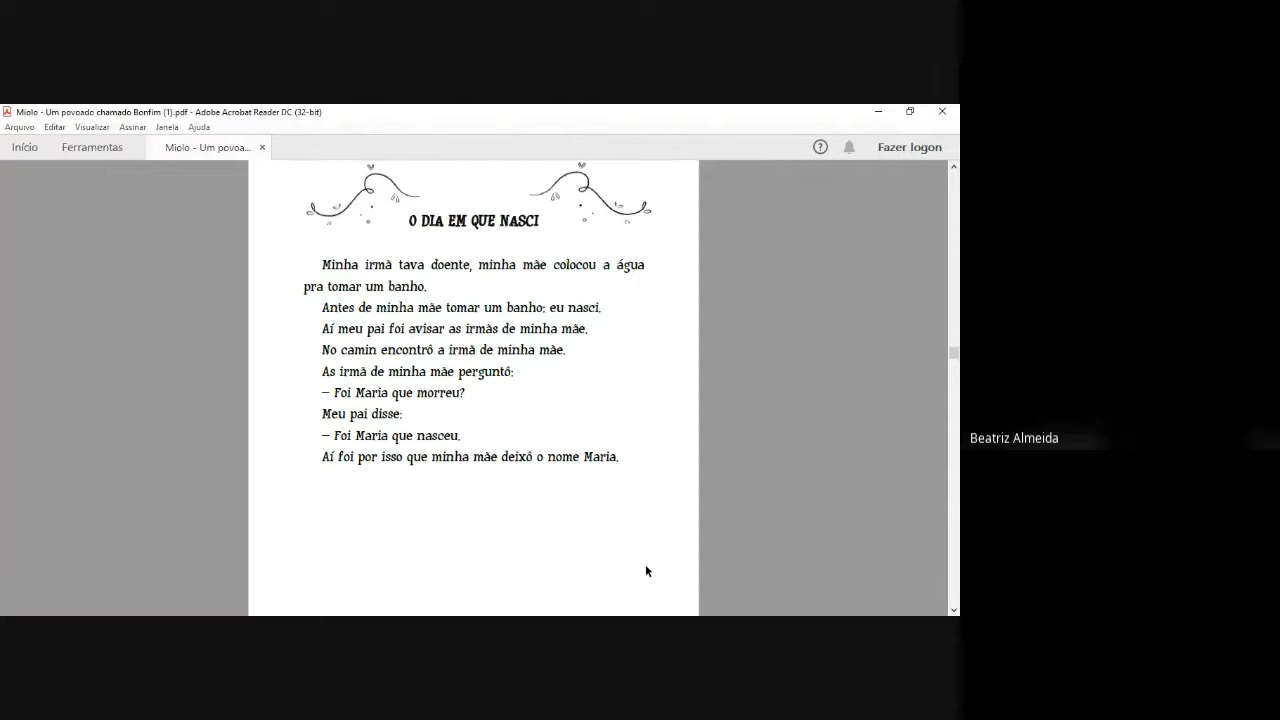 Miolo - Um povoado chamado Bonfim (1).pdf - Adobe Acrobat Reader DC (32-bit)
Arquivo Editar Visualizar Assinar Janela Ajuda
Início Ferramentas Miolo - Um povoa... × ? Fazer logon
O DIA EM QUE NASCI
Minha irmã tava doente, minha mãe colocou a água
pra tomar um banho.
Antes de minha mãe tomar um banho: eu nasci.
Aí meu pai foi avisar as irmãs de minha mãe.
No camin encontrô a irmã de minha mãe.
As irmã de minha mãe perguntô:
– Foi Maria que morreu?
Meu pai disse:
– Foi Maria que nasceu.
Aí foi por isso que minha mãe deixô o nome Maria.
Beatriz Almeida